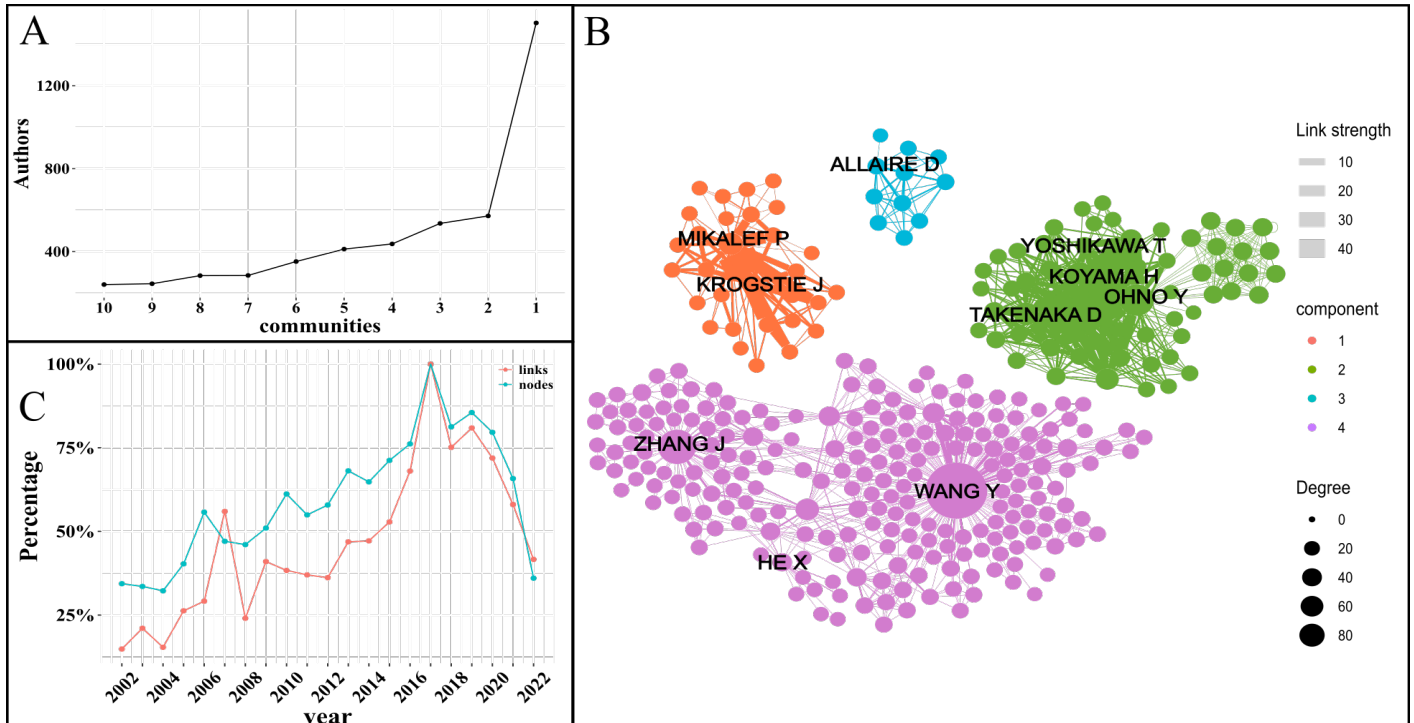 A
1200
800
400
Authors
10 9 8 7 6 5 4 3 2 1
communities
B
ALLAIRE D
MIKALEF P
KROGSTIE J
YOSHIKAWA T
KOYAMA H
OHNO Y
TAKENAKA D
ZHANG J
WANG Y
HE X
Link strength
10
20
30
40
component
1
2
3
4
Degree
0
20
40
60
80
C
links
nodes
100%
75%
50%
25%
Percentage
2002 2004 2006 2008 2010 2012 2014 2016 2018 2020 2022
year